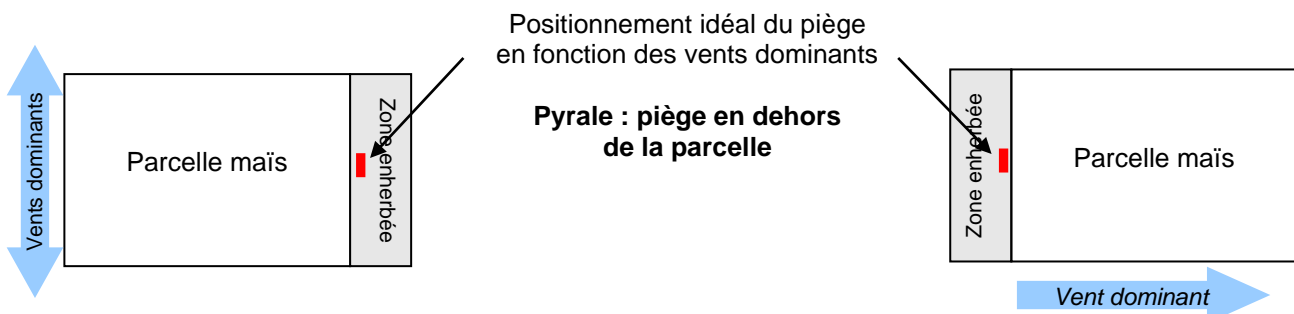 Positionnement idéal du piège
en fonction des vents dominants
Pyrale : piège en dehors
de la parcelle
Vents dominants
Parcelle maïs
Zone enherbée
Zone enherbée
Parcelle maïs
Vent dominant